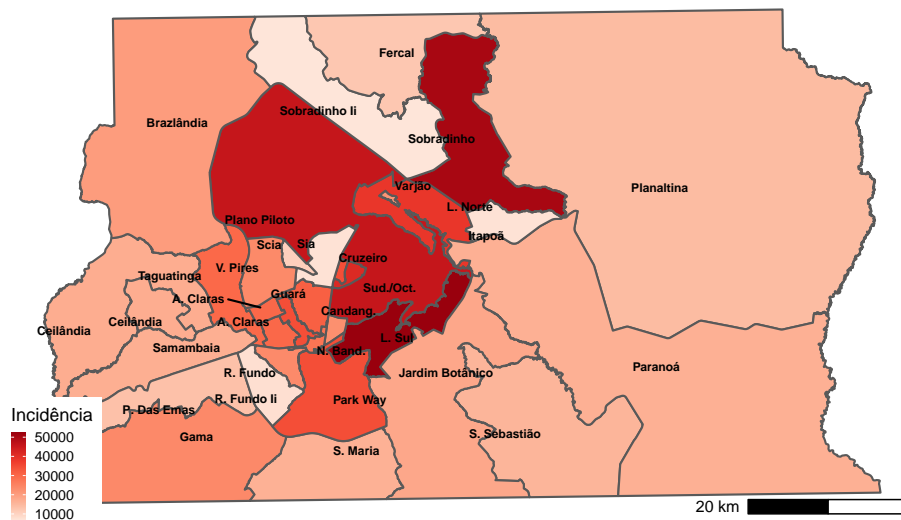 Fercal
Sobradinho Ii
Brazlândia
Sobradinho
Varjão
Planaltina
L. Norte
Plano Piloto
Itapoã
Scia
Sia
Cruzeiro
V. Pires
Taguatinga
Sud./Oct.
Guará
A. Claras
Candang.
Ceilândia
A. Claras
Ceilândia
L. Sul
Samambaia
N. Band.
Paranoá
R. Fundo
Jardim Botânico
R. Fundo Ii
Park Way
P. Das Emas
Gama
S. Sebastião
S. Maria
Incidência
50000
40000
30000
20000
10000
20 km